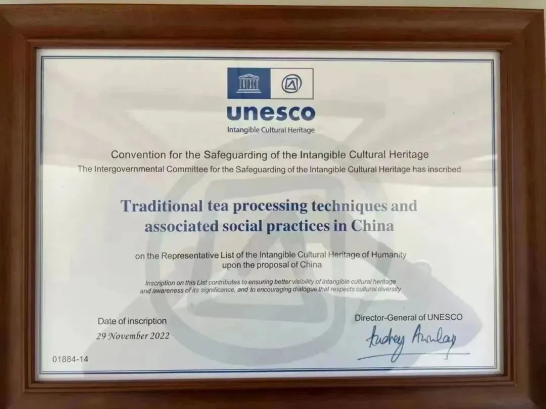 unesco
Intangible Cultural Heritage
Convention for the Safeguarding of the Intangible Cultural Heritage
The Intergovernmental Committee for the Safeguarding of the Intangible Cultural Heritage has inscribed
Traditional tea processing techniques and
associated social practices in China
on the Representative List of the Intangible Cultural Heritage of Humanity
upon the proposal of China
Inscription on this List contributes to ensuring better visibility of intangible cultural heritage
and awareness of its significance, and to encouraging dialogue that respects cultural diversity
Date of inscription
29 November 2022
Director-General of UNESCO
01884-14